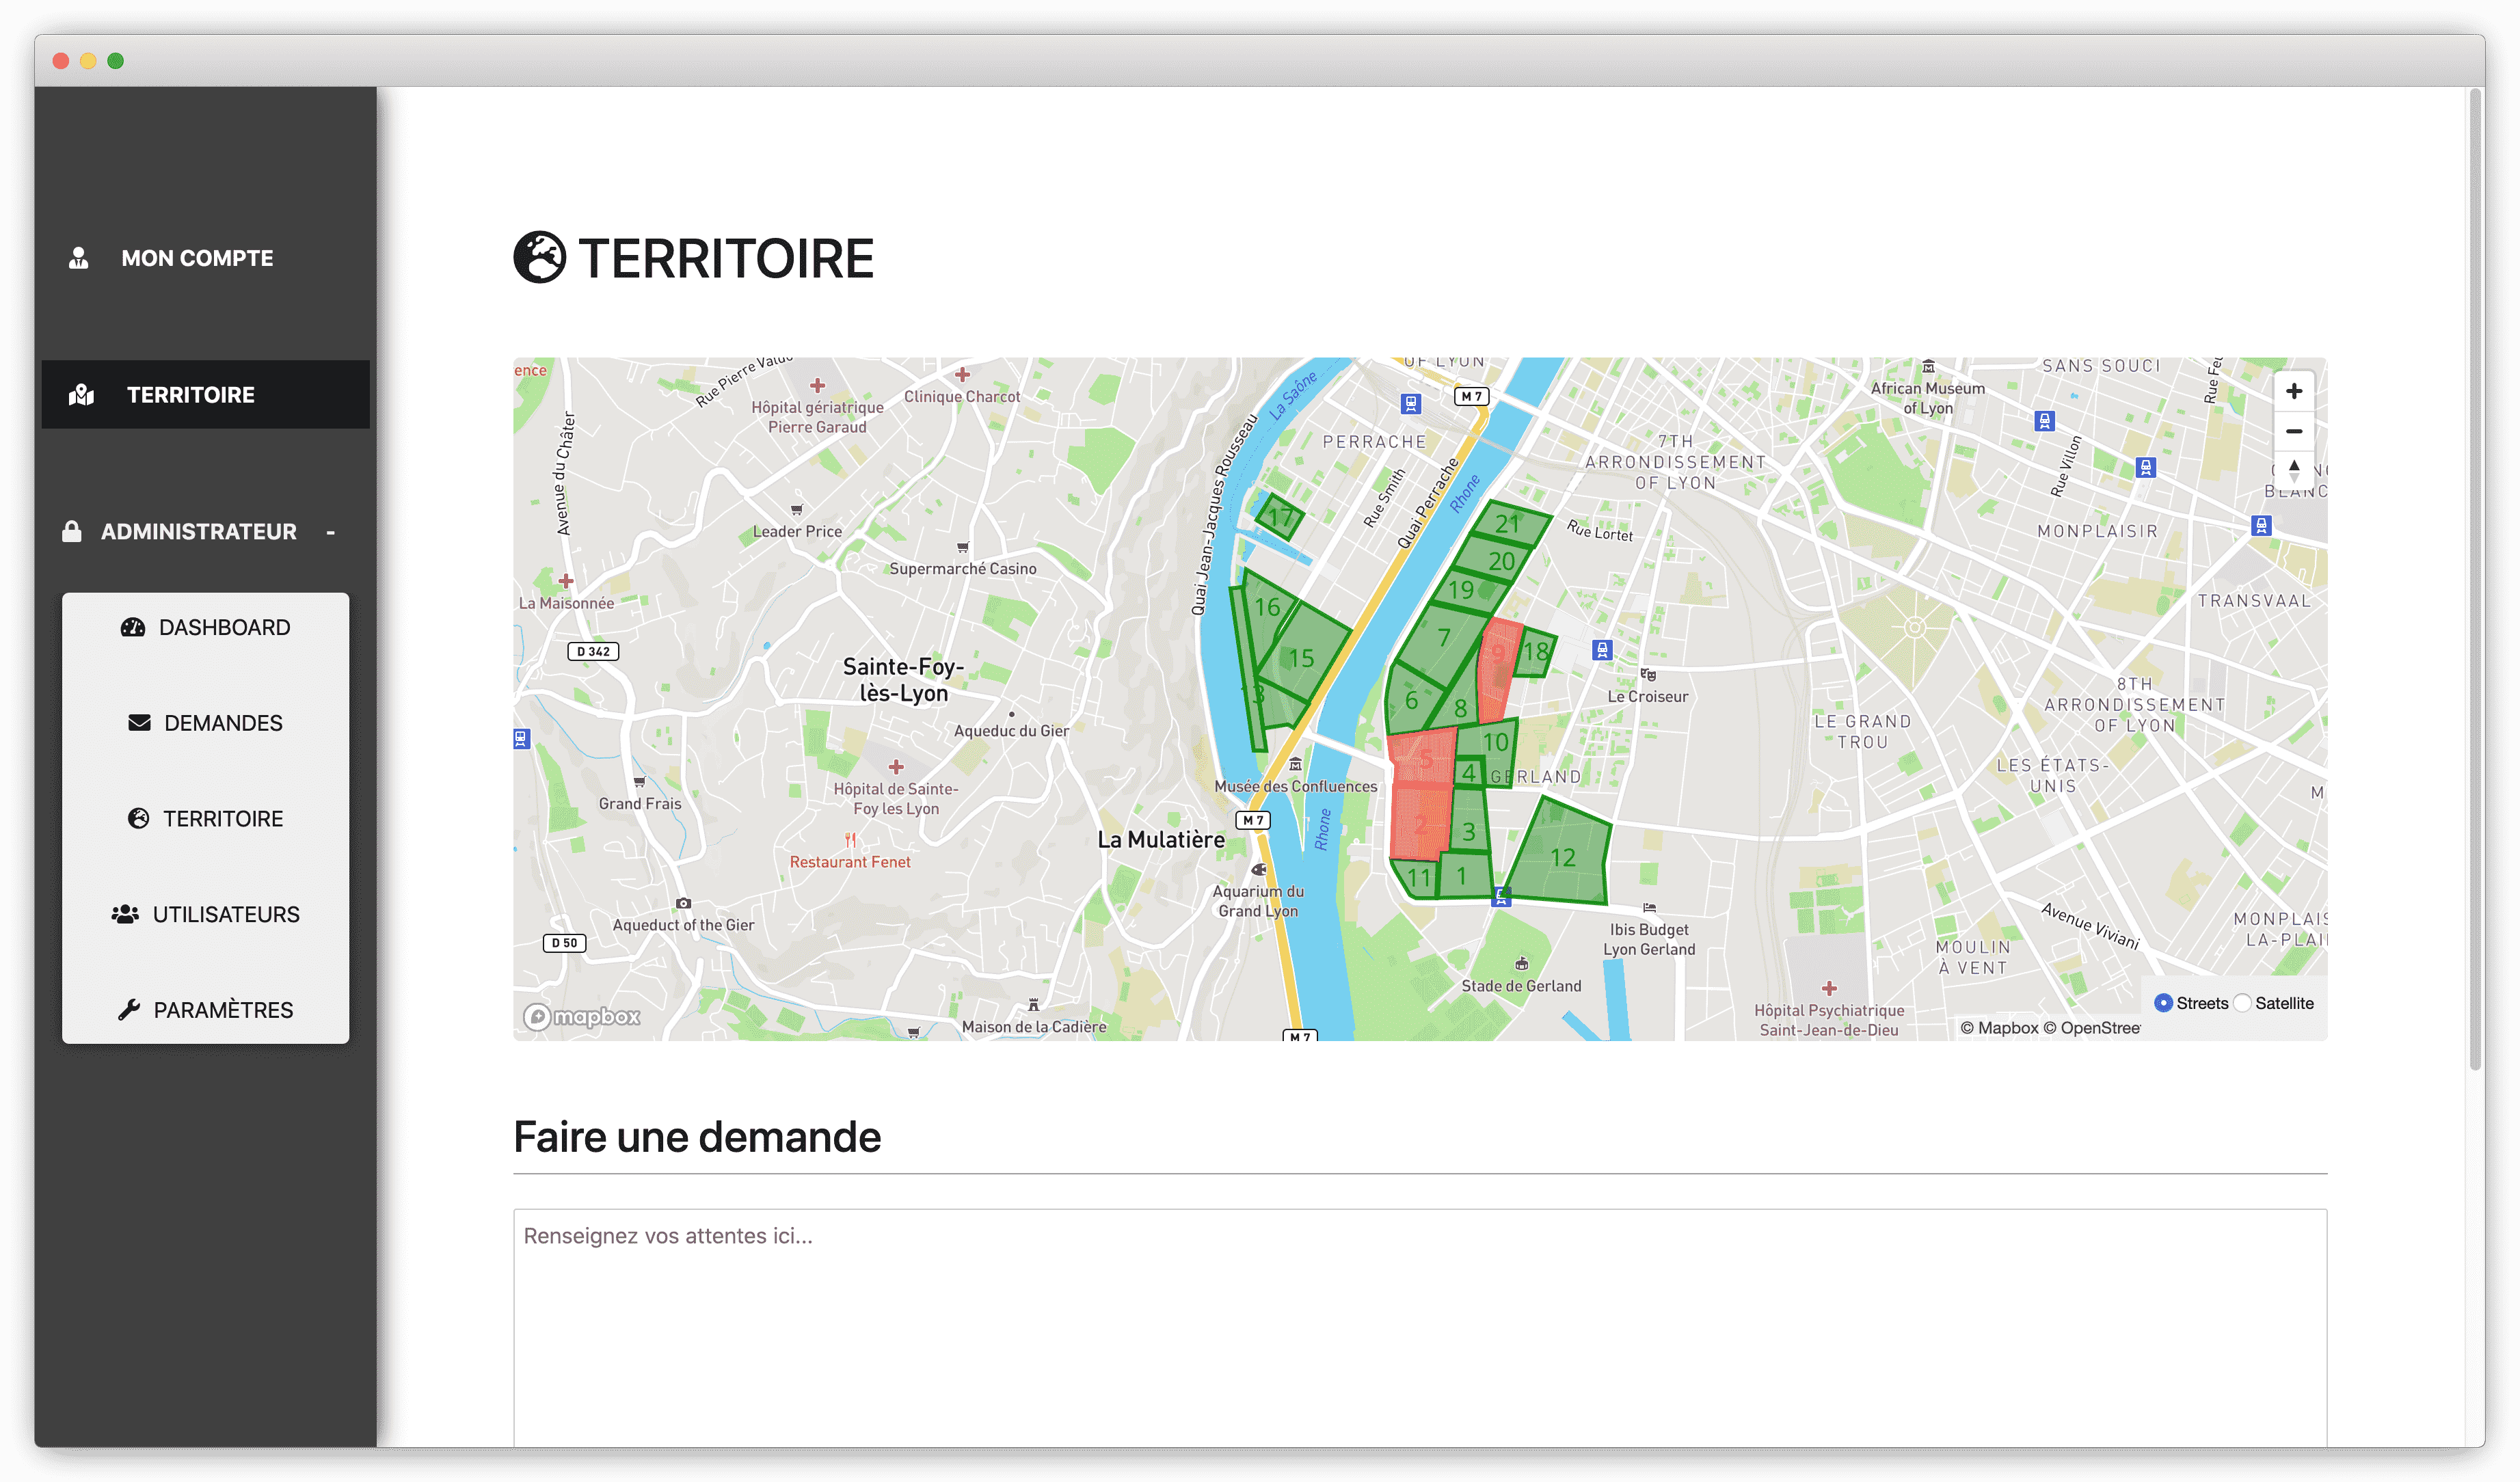 MON COMPTE
TERRITOIRE
ADMINISTRATEUR -
DASHBOARD
DEMANDES
TERRITOIRE
UTILISATEURS
PARAMÈTRES
TERRITOIRE
ence
Rue Pierre Valdo
Clinique Charcot
Hôpital gériatrique
Pierre Garaud
Avenue du Châter
Leader Price
Supermarché Casino
La Maisonnée
D 342
Sainte-Foy-
lès-Lyon
Aqueduc du Gier
Hôpital de Sainte-
Foy les Lyon
Grand Frais
Restaurant Fenet
La Mulatière
Aqueduct of the Gier
D 50
Maison de la Cadière
mapbox
Quai Jean-Jacques Rousseau
La Saône
OF LYON
M 7
PERRACHE
Rue Smith
Quai Perrache
Rhone
7TH
ARRONDISSEMENT
OF LYON
African Museum
of Lyon
SANS SOUCI
Rue Villon
MONPLAISIR
TRANSVAAL
Rue Lortet
Le Croiseur
8TH
ARRONDISSEMENT
OF LYON
LE GRAND
TROU
LES ÉTATS-
UNIS
17
21
20
19
16
7
15
9
18
6
8
10
5
4
GERLAND
2
3
12
11
1
Musée des Confluences
M 7
Rhone
Aquarium du
Grand Lyon
Ibis Budget
Lyon Gerland
Stade de Gerland
M 7
Avenue Viviani
MOULIN
À VENT
MONPLAIS
LA-PLAI
Hôpital Psychiatrique
Saint-Jean-de-Dieu
Streets Satellite
© Mapbox © OpenStree
Faire une demande
Renseignez vos attentes ici...